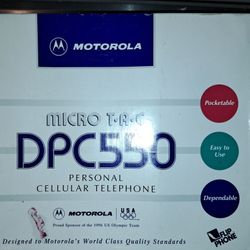 MOTOROLA
MICRO T·A·C
DPC550
PERSONAL
CELLULAR TELEPHONE
Pocketable
Easy to
Use
Dependable
MOTOROLA
USA
Proud Sponsor of the 1996 US Olympic Team
FLIP
PHONE
Designed to Motorola's World Class Quality Standards